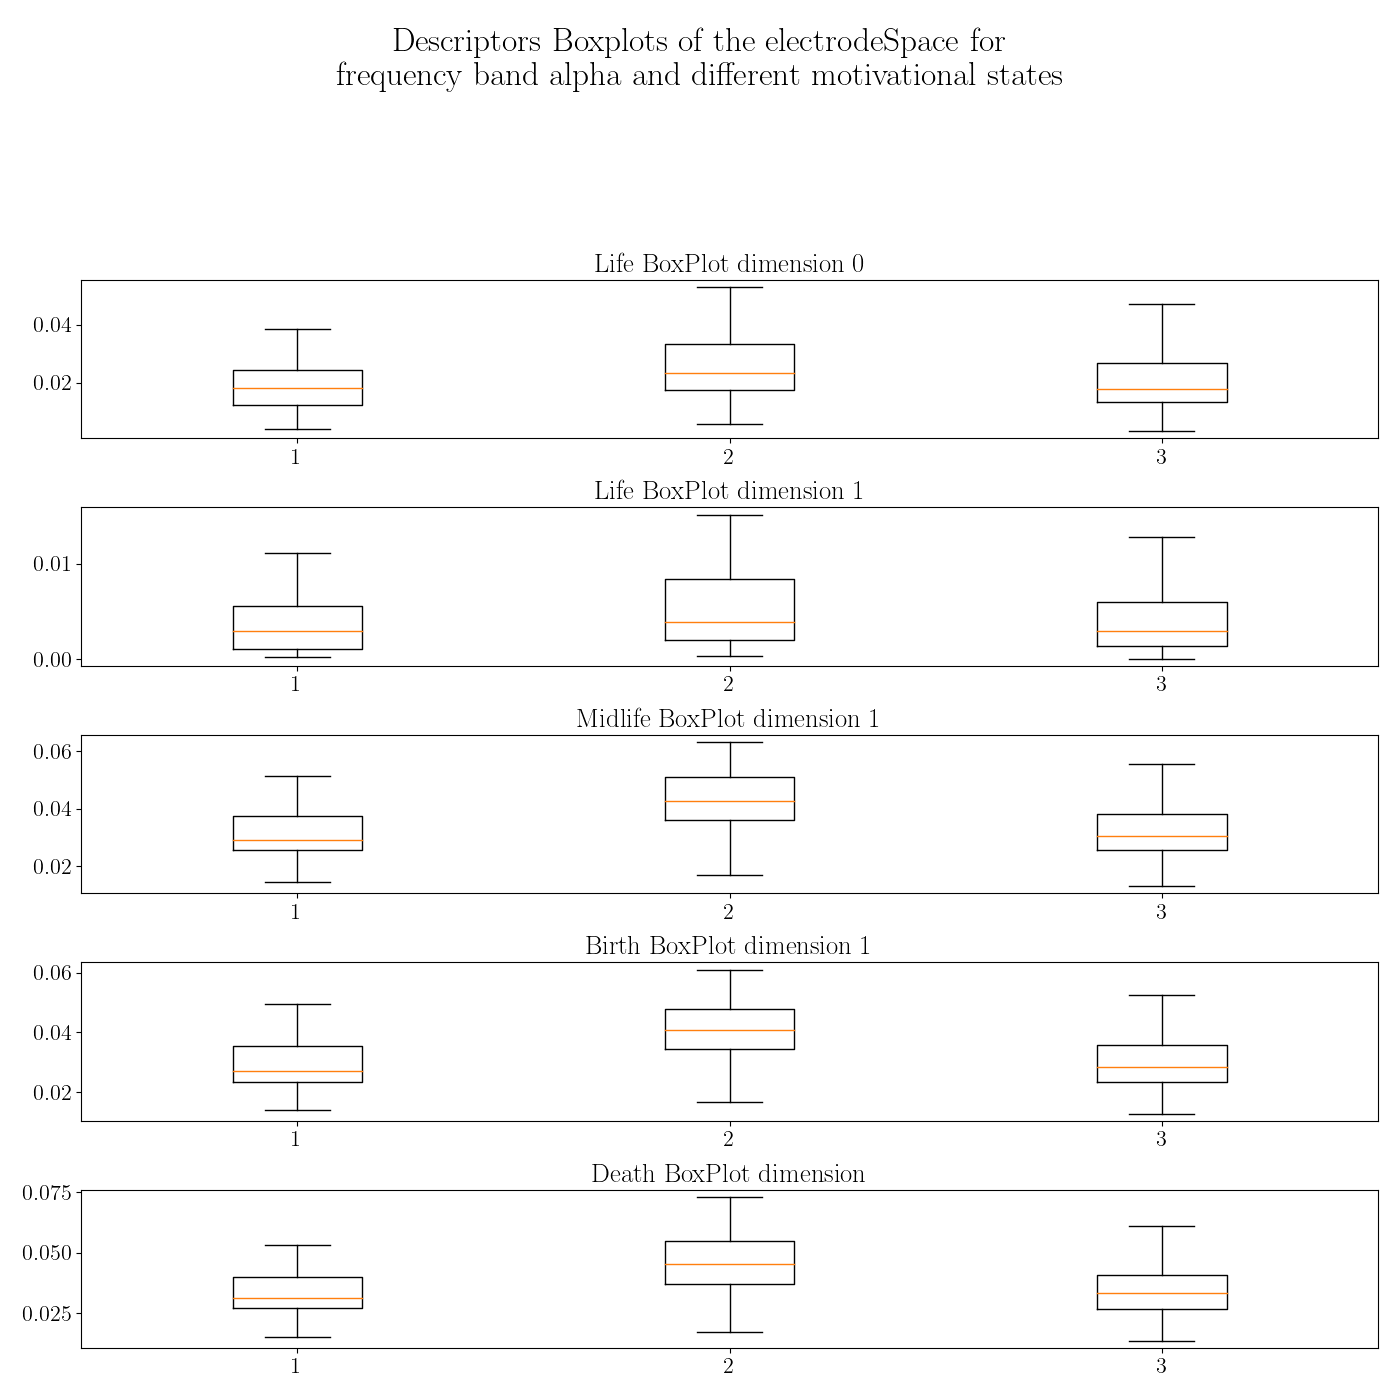 Descriptors Boxplots of the electrodeSpace for
frequency band alpha and different motivational states
Life BoxPlot dimension 0
0.04
0.02
1 2 3
Life BoxPlot dimension 1
0.01
0.00
1 2 3
Midlife BoxPlot dimension 1
0.06
0.04
0.02
1 2 3
Birth BoxPlot dimension 1
0.06
0.04
0.02
1 2 3
Death BoxPlot dimension
0.075
0.050
0.025
1 2 3